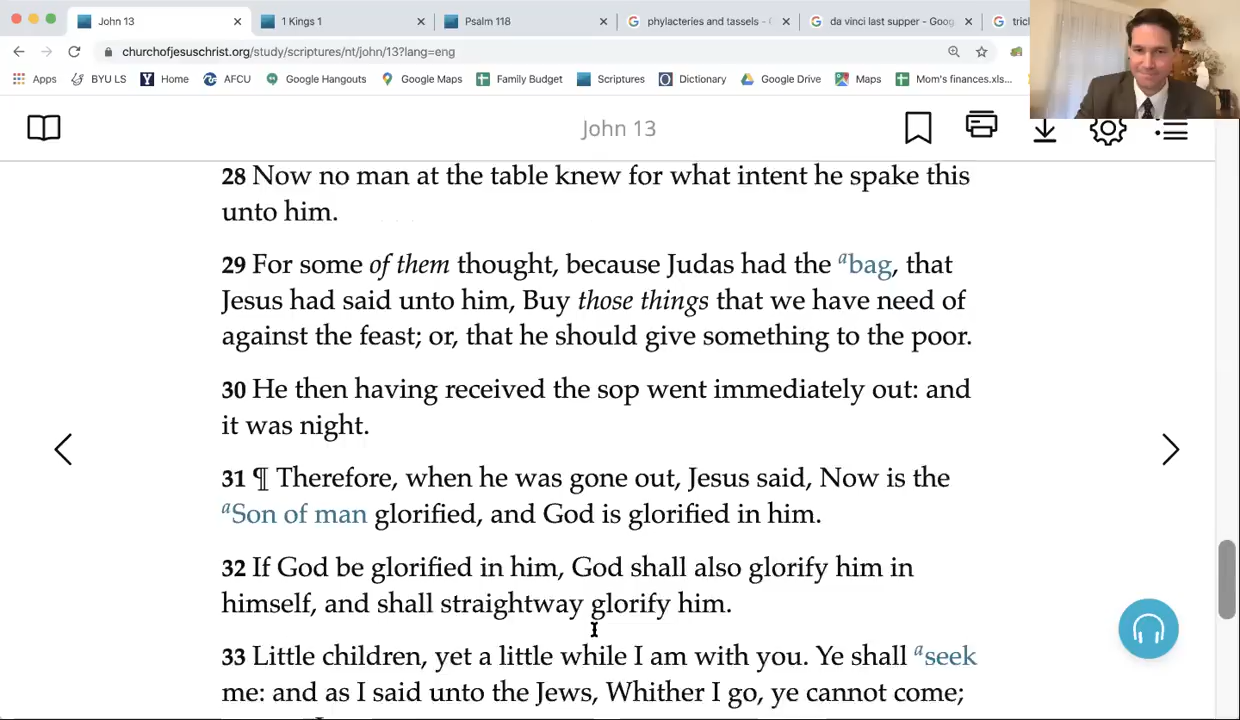 John 13
1 Kings 1
Psalm 118
phylacteries and tassels - G
da vinci last supper - Goog
tricl
churchofjesuschrist.org/study/scriptures/nt/john/13?lang=eng
Apps BYU LS Home AFCU Google Hangouts Google Maps Family Budget Scriptures Dictionary Google Drive Maps Mom's finances.xls...
John 13
28 Now no man at the table knew for what intent he spake this
unto him.
29 For some of them thought, because Judas had the a bag, that
Jesus had said unto him, Buy those things that we have need of
against the feast; or, that he should give something to the poor.
30 He then having received the sop went immediately out: and
it was night.
31 ¶ Therefore, when he was gone out, Jesus said, Now is the
a Son of man glorified, and God is glorified in him.
32 If God be glorified in him, God shall also glorify him in
himself, and shall straightway glorify him.
33 Little children, yet a little while I am with you. Ye shall a seek
me: and as I said unto the Jews, Whither I go, ye cannot come;